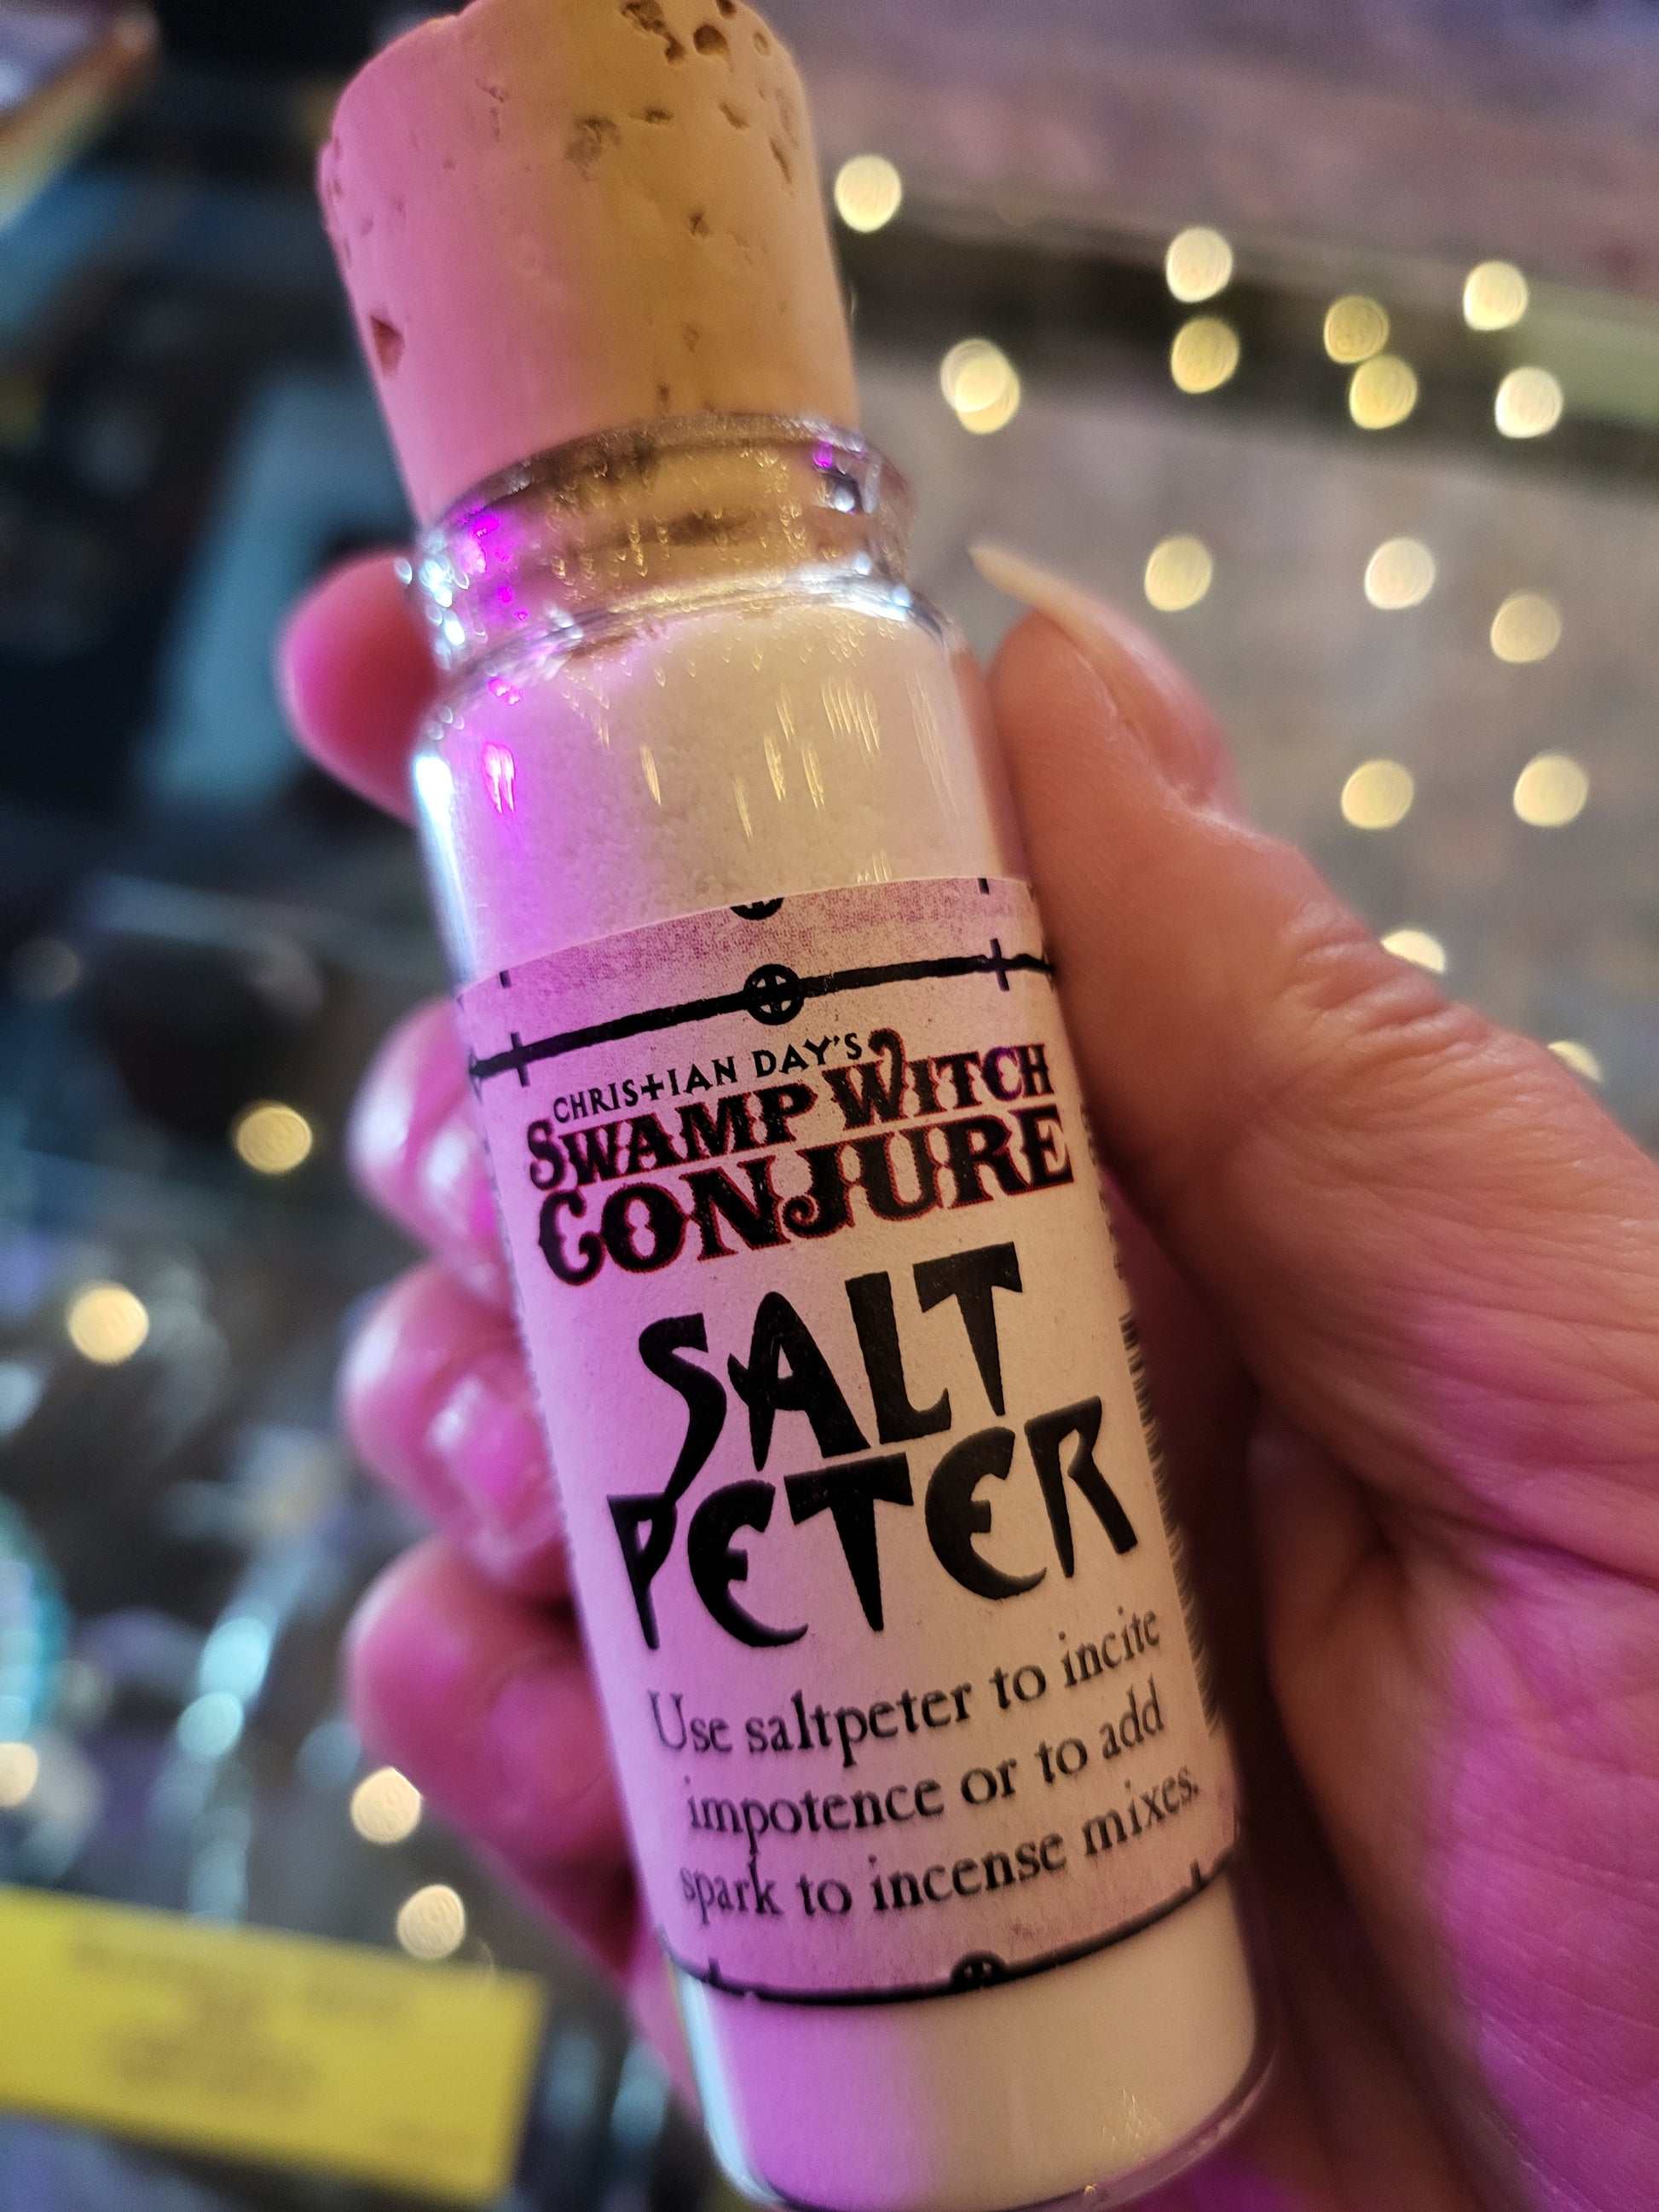 CHRISTIAN DAY'S
SWAMP WITCH
CONJURE
SALT
PETER
Use saltpeter to incite
impotence or to add
spark to incense mixes.